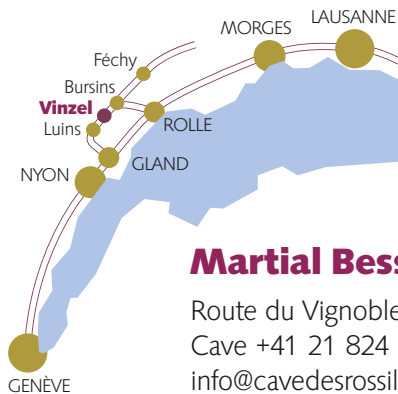 LAUSANNE
MORGES
Féchy
Bursins
Vinzel
Luins
ROLLE
GLAND
NYON
Martial Bess
Route du Vignoble
Cave +41 21 824
info@cavedesrossil
GENÈVE